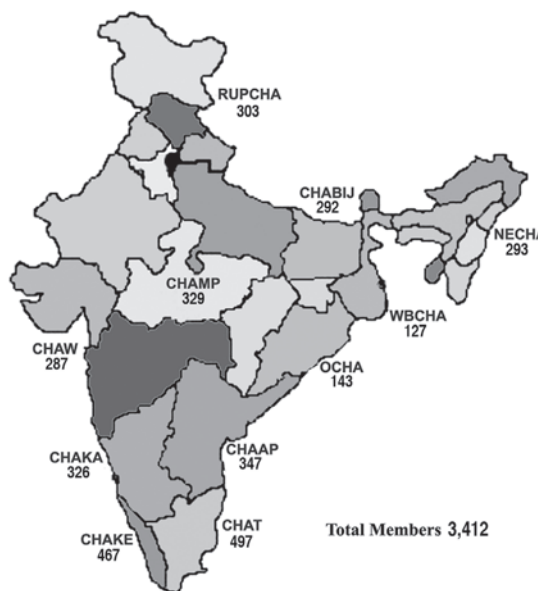 RUPCHA
303
CHABIJ
292
NECHA
293
CHAMP
329
WBCHA
127
CHAW
287
OCHA
143
CHAKA
326
CHAAP
347
CHAKE
467
CHAT
497
Total Members 3,412